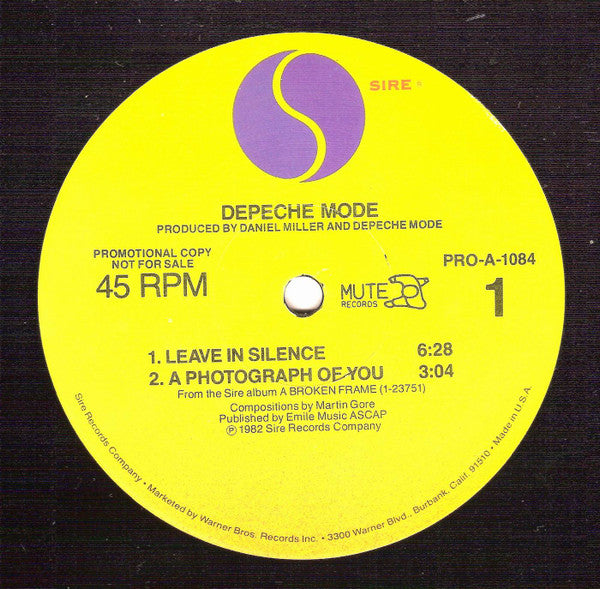 SIRE ®
DEPECHE MODE
PRODUCED BY DANIEL MILLER AND DEPECHE MODE
PROMOTIONAL COPY
NOT FOR SALE
45 RPM
MUTE
RECORDS
PRO-A-1084
1
1. LEAVE IN SILENCE 6:28
2. A PHOTOGRAPH OF YOU 3:04
From the Sire album A BROKEN FRAME (1-23751)
Compositions by Martin Gore
Published by Emile Music ASCAP
℗ 1982 Sire Records Company
Sire Records Company • Marketed by Warner Bros. Records Inc. • 3300 Warner Blvd., Burbank, Calif. 91510 • Made in U.S.A.